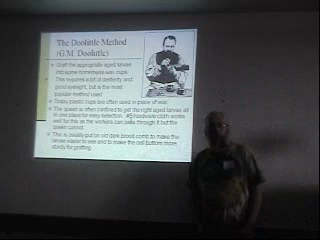 The Doolittle Method
(G.M. Doolittle)
Graft the appropriate aged larvae
into some homemade wax cups.
This requires a lot of dexterity and
good eyesight, but is the most
popular method used.
Today plastic cups are often used in place of wax.
The queen is often confined to get the right aged larvae all
in one place for easy selection. #5 hardware cloth works
well for this as the workers can pass through it but the
queen cannot.
This is usually put on old dark brood comb to make the
larvae easier to see and to make the cell bottom more
sturdy for grafting.